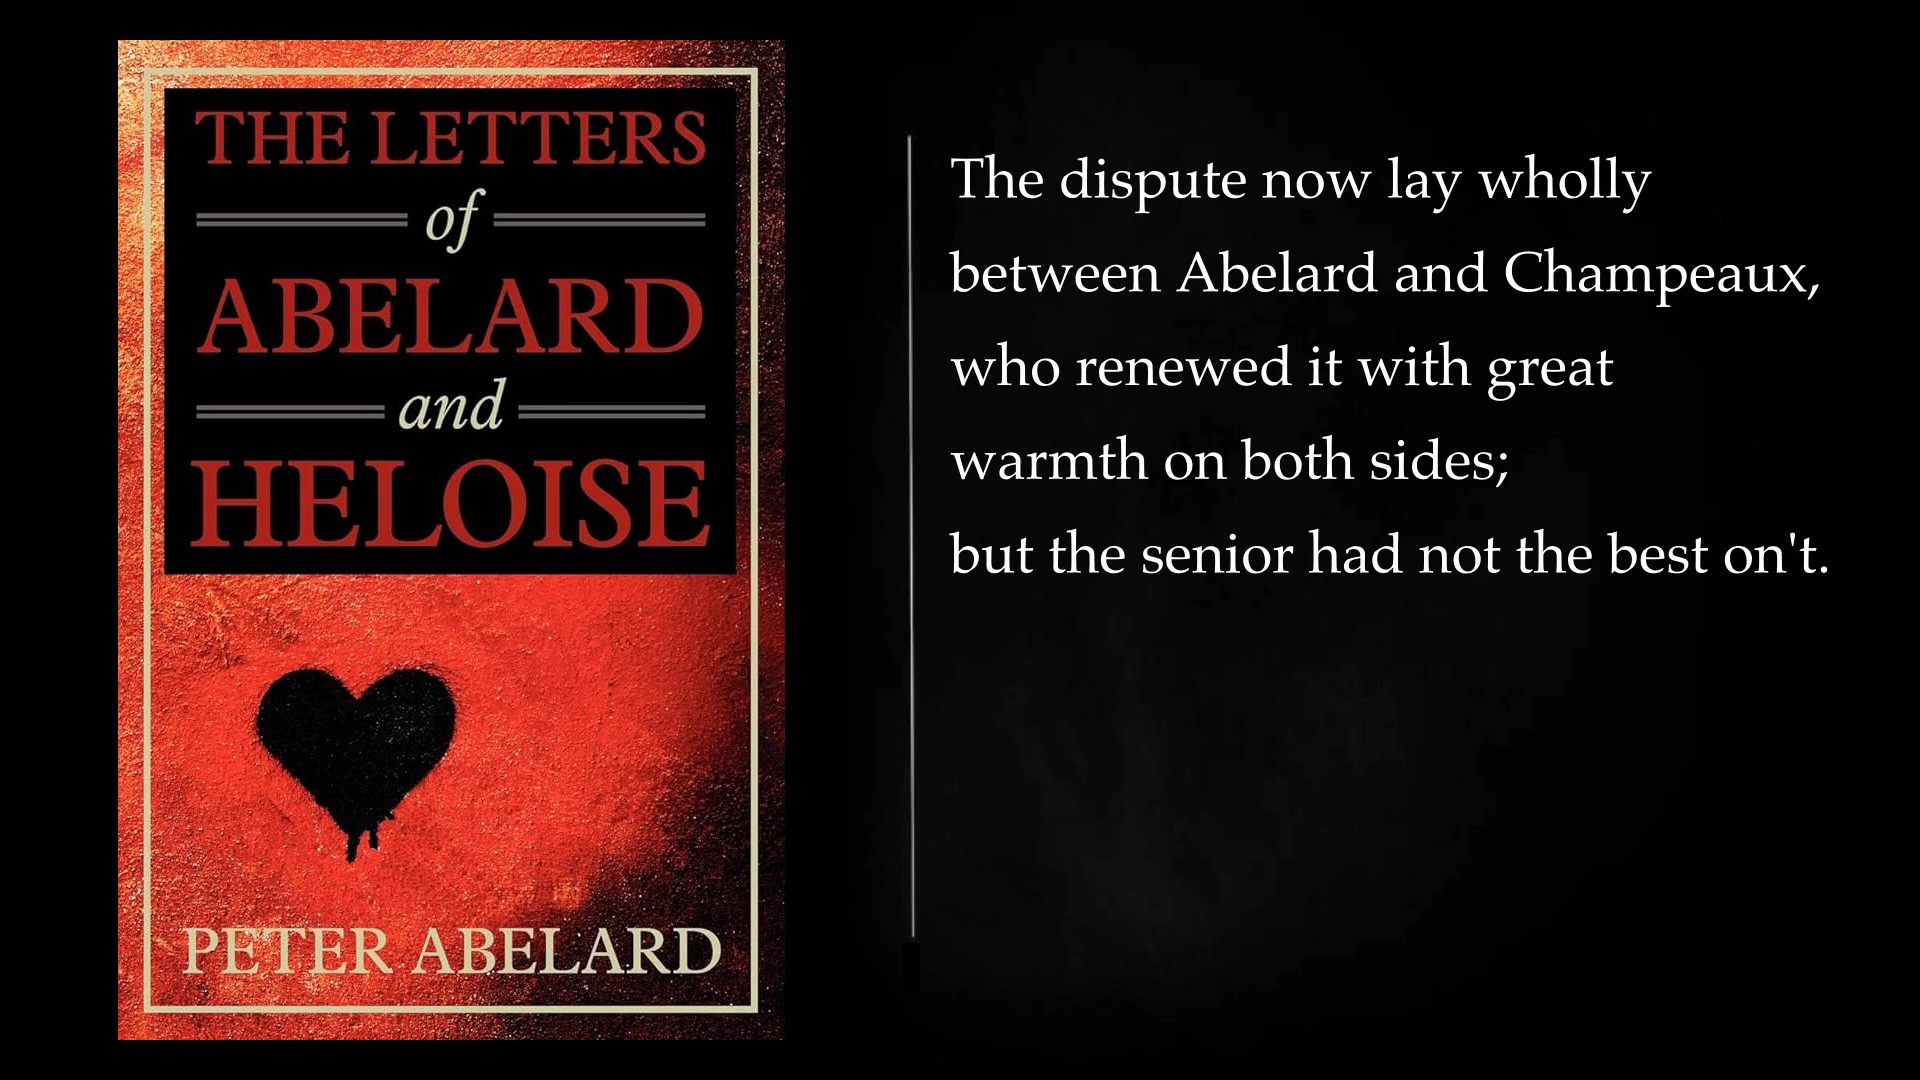 THE LETTERS
of
ABELARD
and
HELOISE
PETER ABELARD
The dispute now lay wholly
between Abelard and Champeaux,
who renewed it with great
warmth on both sides;
but the senior had not the best on't.